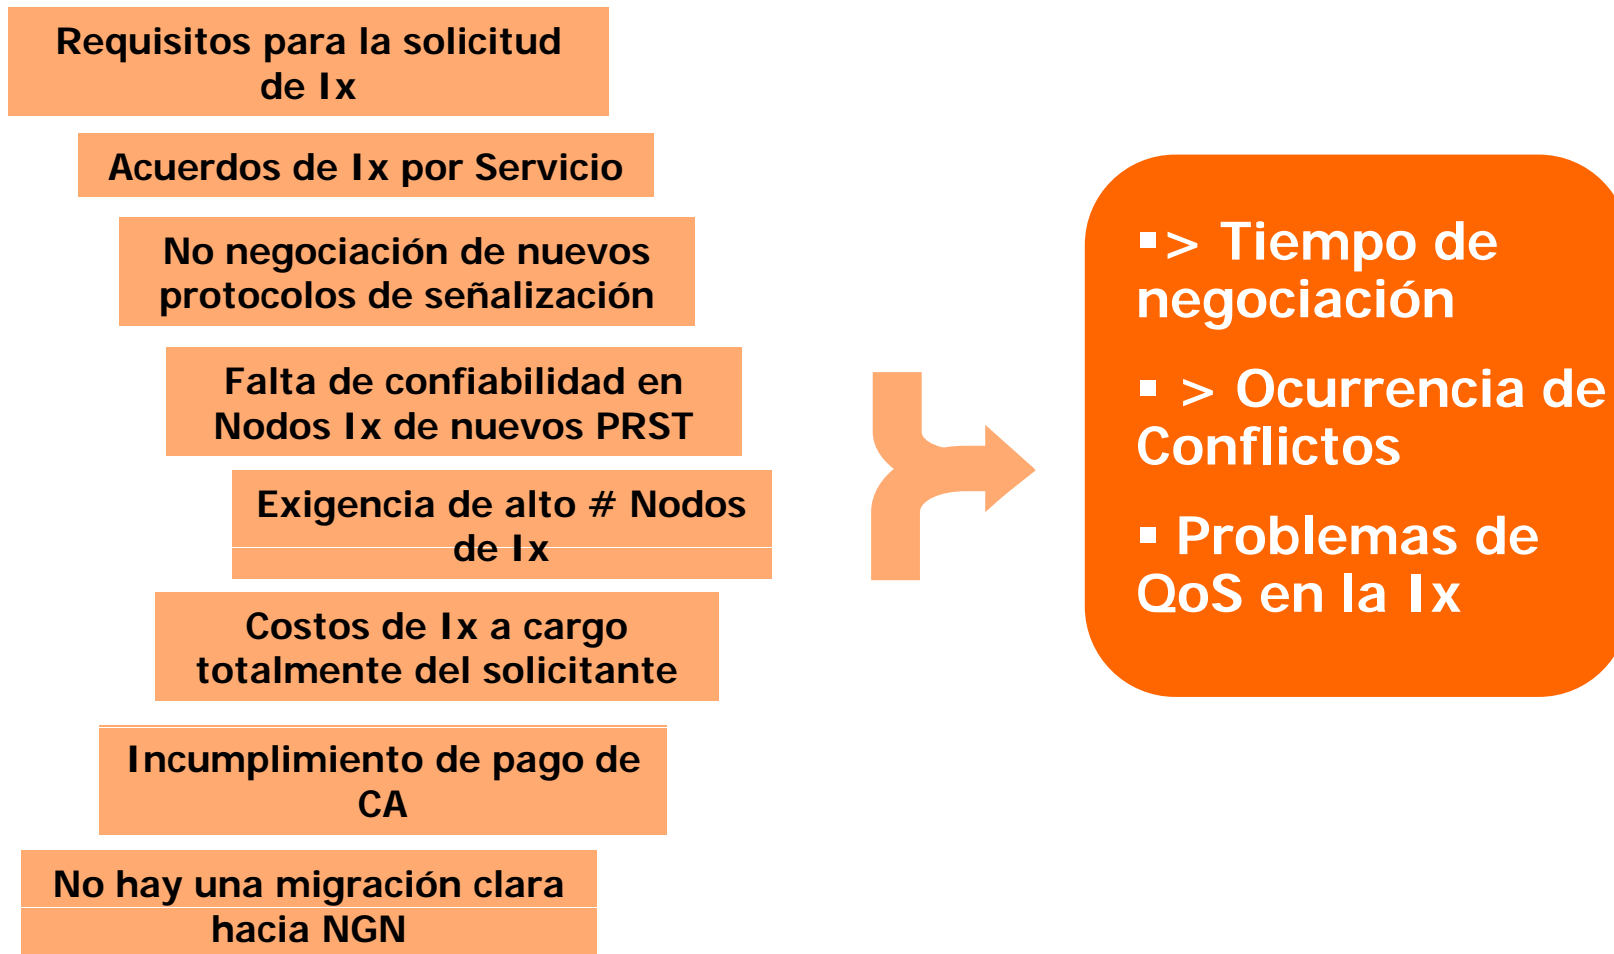 Requisitos para la solicitud
de Ix
Acuerdos de Ix por Servicio
No negociación de nuevos
protocolos de señalización
Falta de confiabilidad en
Nodos Ix de nuevos PRST
Exigencia de alto # Nodos
de Ix
Costos de Ix a cargo
totalmente del solicitante
Incumplimiento de pago de
CA
No hay una migración clara
hacia NGN
▪> Tiempo de
negociación
▪ > Ocurrencia de
Conflictos
▪ Problemas de
QoS en la Ix